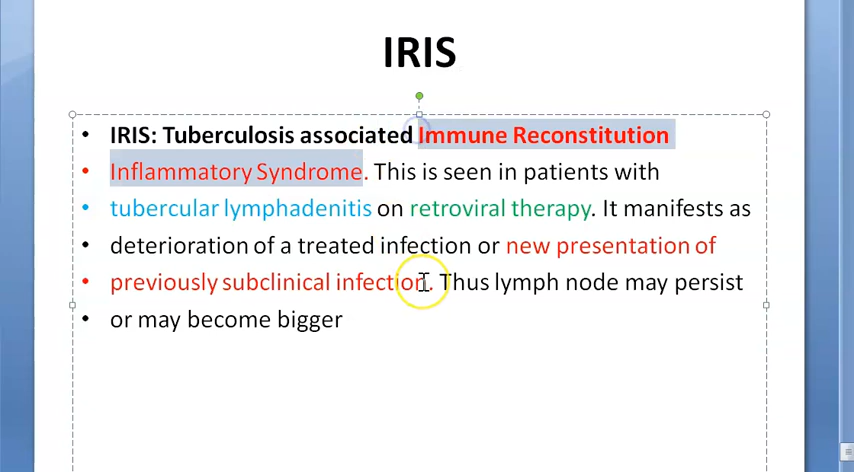 IRIS
• IRIS: Tuberculosis associated Immune Reconstitution
• Inflammatory Syndrome. This is seen in patients with
• tubercular lymphadenitis on retroviral therapy. It manifests as
• deterioration of a treated infection or new presentation of
• previously subclinical infection. Thus lymph node may persist
• or may become bigger